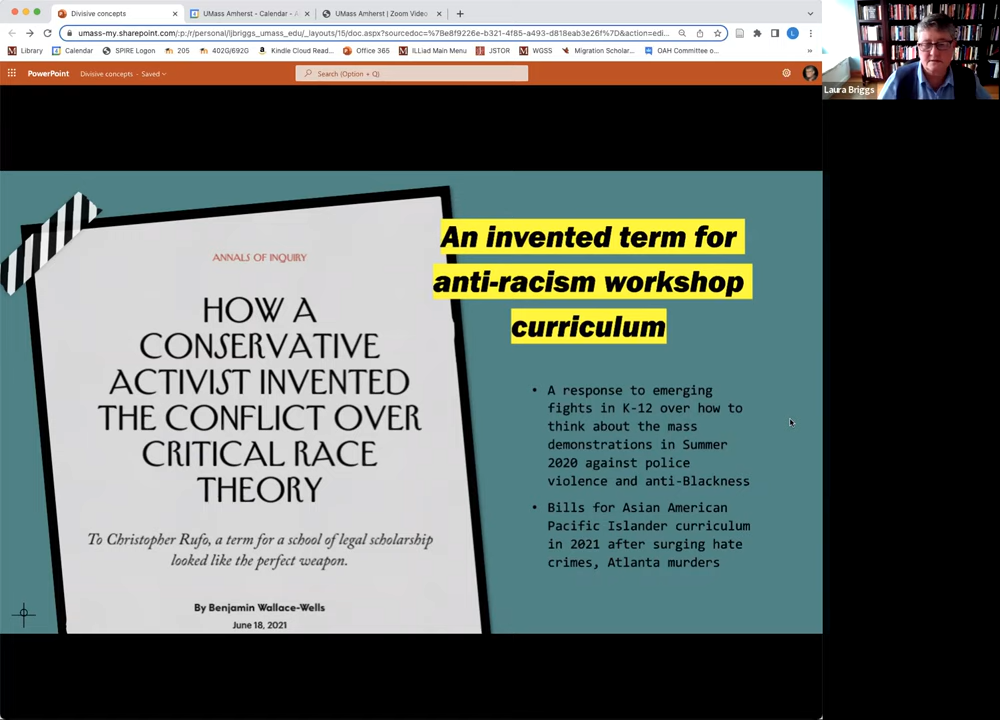 Divisive concepts
UMass Amherst - Calendar - A
UMass Amherst | Zoom Video
umass-my.sharepoint.com/:p:/r/personal/ljbriggs_umass_edu/_layouts/15/doc.aspx?sourcedoc=%7Be8f9226e-b321-4f85-a493-d818eab3e26f%7D&action=edi...
Library
Calendar
SPIRE Logon
205
402G/692G
Kindle Cloud Read...
Office 365
ILLiad Main Menu
JSTOR
WGSS
Migration Scholar...
OAH Committee o...
PowerPoint
Divisive concepts - Saved
Search (Option + Q)
L
Laura Briggs
ANNALS OF INQUIRY
HOW A
CONSERVATIVE
ACTIVIST INVENTED
THE CONFLICT OVER
CRITICAL RACE
THEORY
To Christopher Rufo, a term for a school of legal scholarship
looked like the perfect weapon.
By Benjamin Wallace-Wells
June 18, 2021
An invented term for
anti-racism workshop
curriculum
• A response to emerging
fights in K-12 over how to
think about the mass
demonstrations in Summer
2020 against police
violence and anti-Blackness
• Bills for Asian American
Pacific Islander curriculum
in 2021 after surging hate
crimes, Atlanta murders